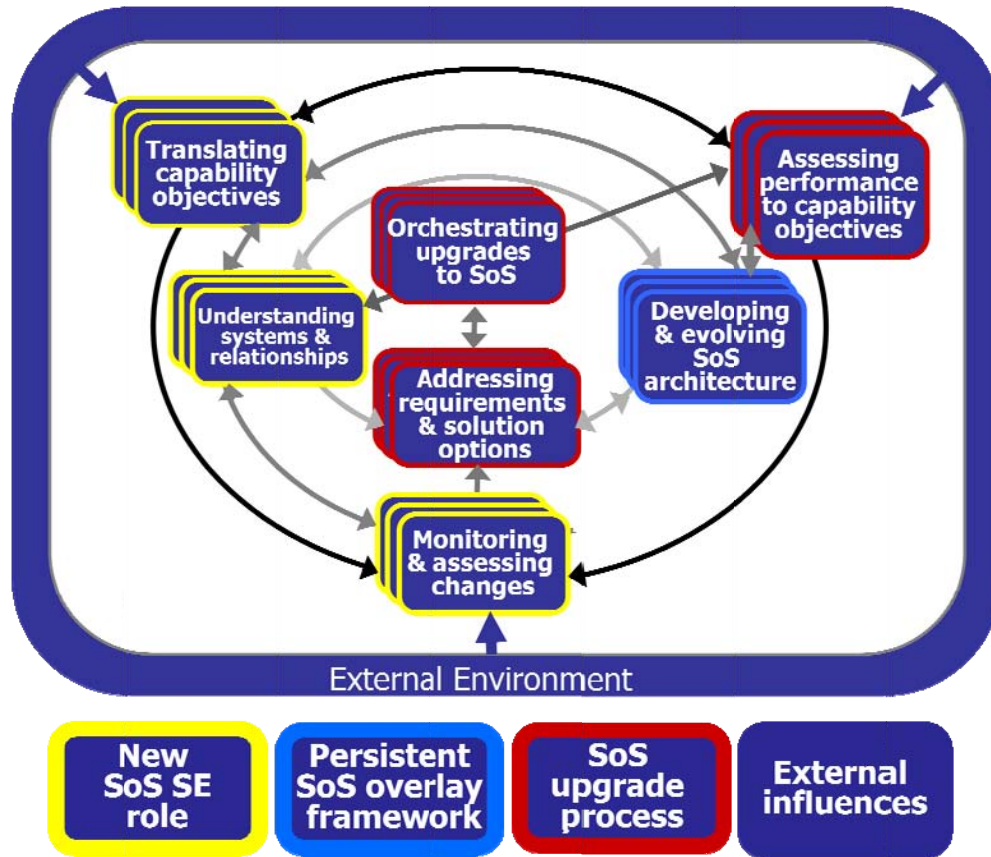 Translating
capability
objectives
Assessing
performance
to capability
objectives
Orchestrating
upgrades
to SoS
Understanding
systems &
relationships
Developing
& evolving
SoS
architecture
Addressing
requirements
& solution
options
Monitoring
& assessing
changes
External Environment
New
SoS SE
role
Persistent
SoS overlay
framework
SoS
upgrade
process
External
influences